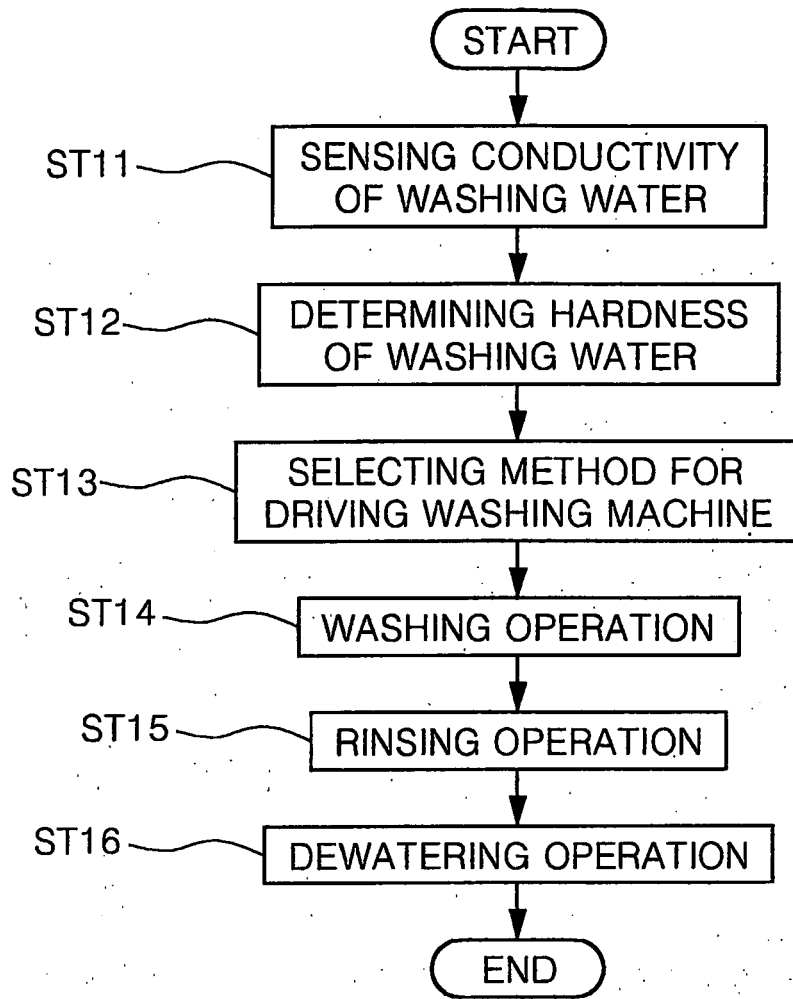 START
ST11
SENSING CONDUCTIVITY
OF WASHING WATER
ST12
DETERMINING HARDNESS
OF WASHING WATER
ST13
SELECTING METHOD FOR
DRIVING WASHING MACHINE
ST14
WASHING OPERATION
ST15
RINSING OPERATION
ST16
DEWATERING OPERATION
END